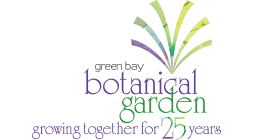 green bay
botanical
garden
growing together for 25 years